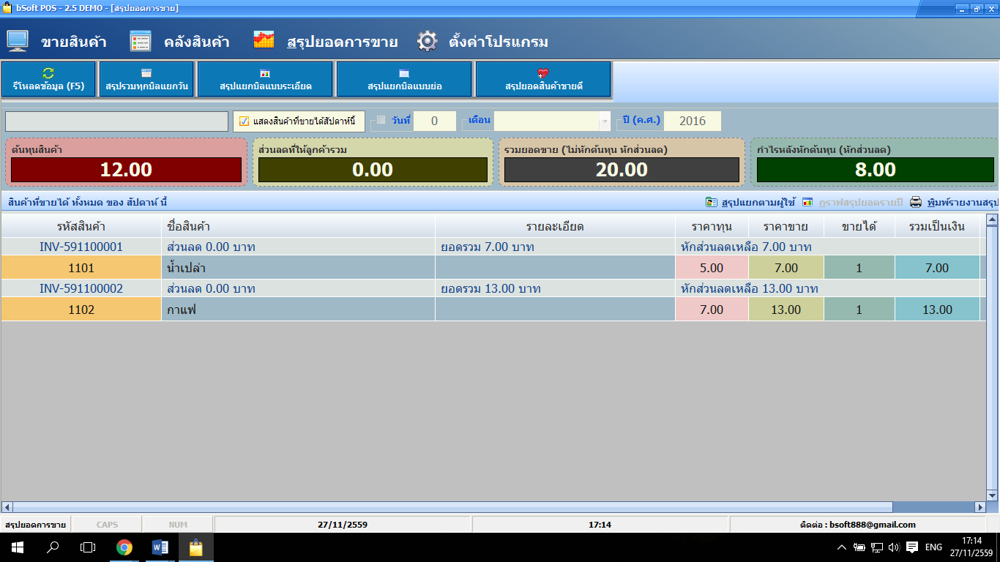 bSoft POS - 2.5 DEMO - [สรุปยอดการขาย]
ขายสินค้า คลังสินค้า สรุปยอดการขาย ตั้งค่าโปรแกรม
รีโหลดข้อมูล (F5) สรุปรวมทุกบิลแยกวัน สรุปแยกบิลแบบระเอียด สรุปแยกบิลแบบย่อ สรุปยอดสินค้าขายดี
แสดงสินค้าที่ขายได้สัปดาห์นี้ วันที่ 0 เดือน ปี (ค.ศ.) 2016
ต้นทุนสินค้า ส่วนลดที่ให้ลูกค้ารวม รวมยอดขาย (ไม่หักต้นทุน หักส่วนลด) กำไรหลังหักต้นทุน (หักส่วนลด)
12.00 0.00 20.00 8.00
สินค้าที่ขายได้ ทั้งหมด ของ สัปดาห์ นี้ สรุปแยกตามผู้ใช้ กราฟสรุปยอดรายปี พิมพ์รายงานสรุป
รหัสสินค้า ชื่อสินค้า รายละเอียด ราคาทุน ราคาขาย ขายได้ รวมเป็นเงิน
INV-591100001 ส่วนลด 0.00 บาท ยอดรวม 7.00 บาท หักส่วนลดเหลือ 7.00 บาท
1101 น้ำเปล่า 5.00 7.00 1 7.00
INV-591100002 ส่วนลด 0.00 บาท ยอดรวม 13.00 บาท หักส่วนลดเหลือ 13.00 บาท
1102 กาแฟ 7.00 13.00 1 13.00
สรุปยอดการขาย CAPS NUM 27/11/2559 17:14 ติดต่อ : bsoft888@gmail.com
ENG 17:14
27/11/2559